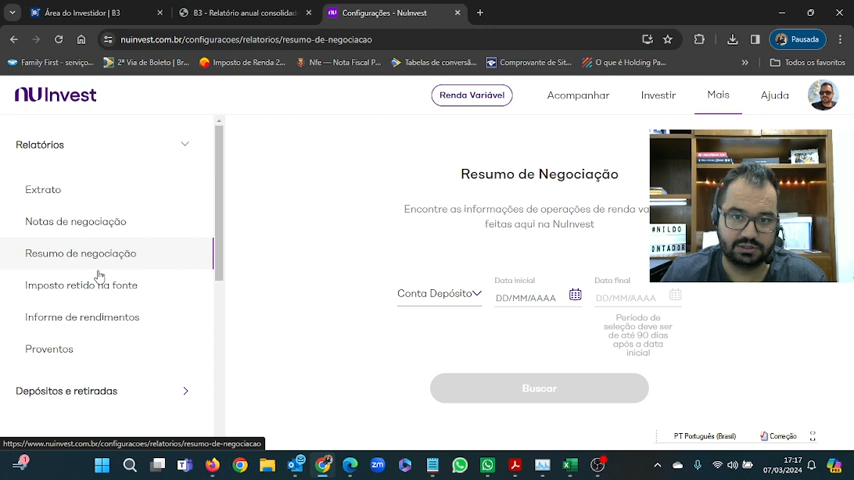 Área do Investidor | B3
B3 - Relatório anual consolidad
Configurações - NuInvest
nuinvest.com.br/configuracoes/relatorios/resumo-de-negociacao
Pausada
Family First - serviço...
2ª Via de Boleto | Br...
Imposto de Renda 2...
Nfe — Nota Fiscal P...
Tabelas de conversã...
Comprovante de Sit...
O que é Holding Pa...
Todos os favoritos
nu invest
Renda Variável
Acompanhar
Investir
Mais
Ajuda
Relatórios
Extrato
Notas de negociação
Resumo de negociação
Imposto retido na fonte
Informe de rendimentos
Proventos
Depósitos e retiradas
Resumo de Negociação
Encontre as informações de operações de renda va
feitas aqui na NuInvest
Conta Depósito
Data inicial
DD/MM/AAAA
Data final
DD/MM/AAAA
Período de
seleção deve ser
de até 90 dias
após a data
inicial
Buscar
#NILDO
CONTADOR
https://www.nuinvest.com.br/configuracoes/relatorios/resumo-de-negociacao
PT Português (Brasil)
Correção
17:17
07/03/2024